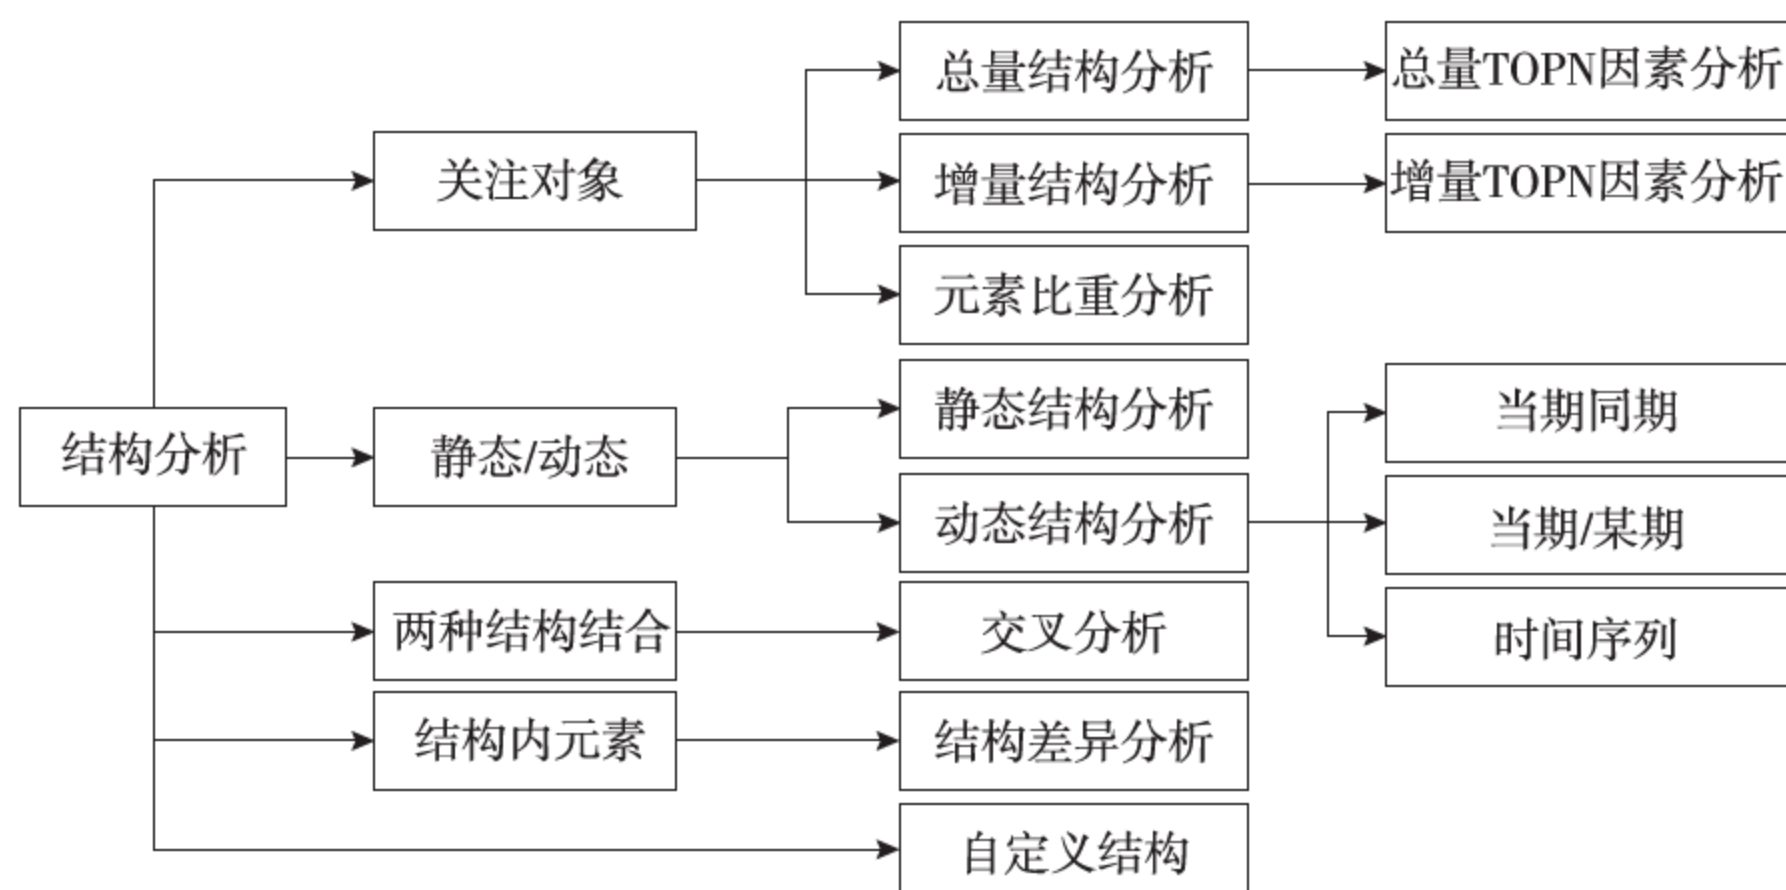 结构分析
关注对象
总量结构分析
总量TOPN因素分析
增量结构分析
增量TOPN因素分析
元素比重分析
静态/动态
静态结构分析
动态结构分析
当期同期
当期/某期
时间序列
两种结构结合
交叉分析
结构内元素
结构差异分析
自定义结构